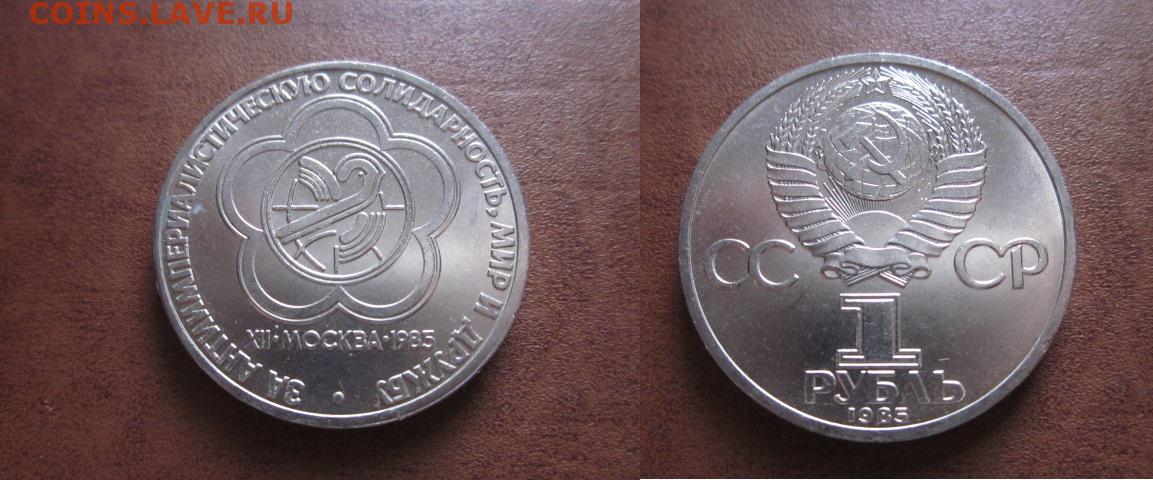 COINS.LAVE.RU
ЗА АНТИИМПЕРИАЛИСТИЧЕСКУЮ СОЛИДАРНОСТЬ, МИР И ДРУЖБУ
XII·МОСКВА·1985
СС СР
1
РУБЛЬ
1985